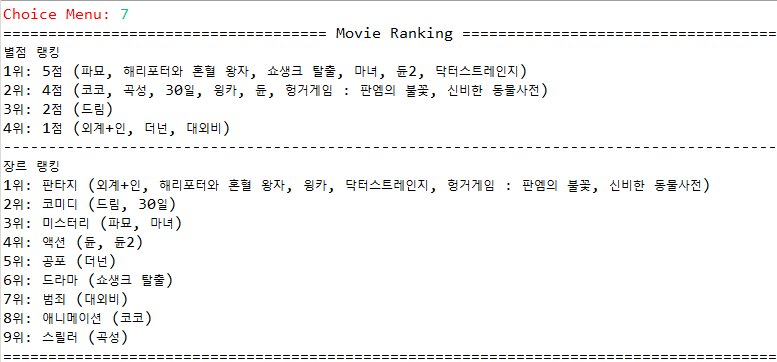 Choice Menu: 7
==================================== Movie Ranking ====================================
별점 랭킹
1위: 5점 (파묘, 해리포터와 혼혈 왕자, 쇼생크 탈출, 마녀, 듄2, 닥터스트레인지)
2위: 4점 (코코, 곡성, 30일, 윙카, 듄, 헝거게임 : 판엠의 불꽃, 신비한 동물사전)
3위: 2점 (드림)
4위: 1점 (외계+인, 더넌, 대외비)
---------------------------------------------------------------------------------------
장르 랭킹
1위: 판타지 (외계+인, 해리포터와 혼혈 왕자, 윙카, 닥터스트레인지, 헝거게임 : 판엠의 불꽃, 신비한 동물사전)
2위: 코미디 (드림, 30일)
3위: 미스터리 (파묘, 마녀)
4위: 액션 (듄, 듄2)
5위: 공포 (더넌)
6위: 드라마 (쇼생크 탈출)
7위: 범죄 (대외비)
8위: 애니메이션 (코코)
9위: 스릴러 (곡성)
=======================================================================================